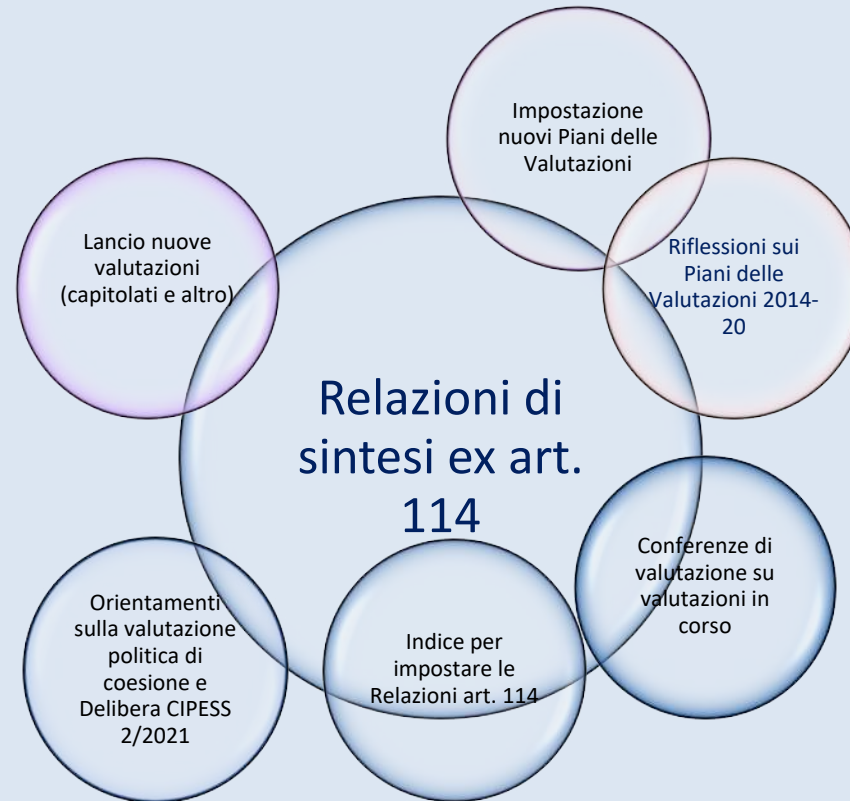 Impostazione
nuovi Piani delle
Valutazioni
Riflessioni sui
Piani delle
Valutazioni 2014-
20
Lancio nuove
valutazioni
(capitolati e altro)
Relazioni di
sintesi ex art.
114
Conferenze di
valutazione su
valutazioni in
corso
Indice per
impostare le
Relazioni art. 114
Orientamenti
sulla valutazione
politica di
coesione e
Delibera CIPESS
2/2021